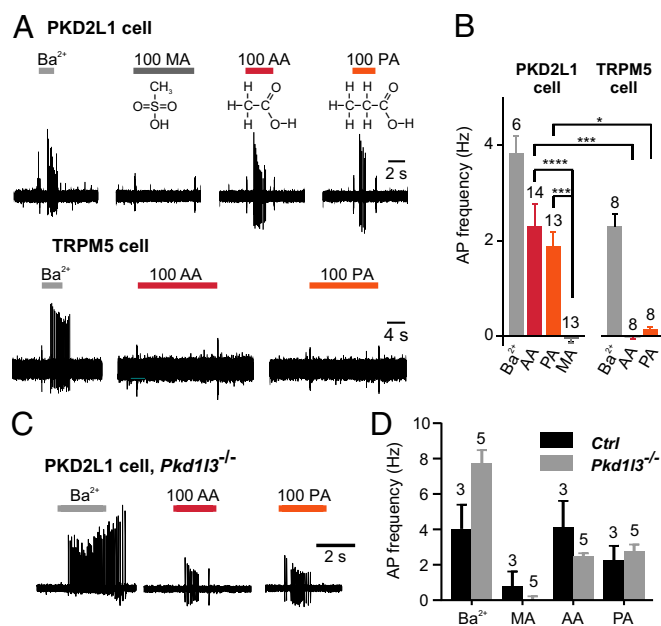 A
PKD2L1 cell
Ba2+ 100 MA 100 AA 100 PA
CH3
O=S=O
OH
H O
H-C-C
H O-H
H H O
H-C-C-C
H H O-H
2 s
TRPM5 cell
Ba2+ 100 AA 100 PA
4 s
B
PKD2L1 cell
TRPM5 cell
AP frequency (Hz)
4
2
0
*
***
****
***
6
14
13
13
8
8
8
Ba2+ AA PA MA Ba2+ AA PA
C
PKD2L1 cell, Pkd1l3-/-
Ba2+ 100 AA 100 PA
2 s
D
AP frequency (Hz)
10
8
6
4
2
0
Ctrl
Pkd1l3-/-
3 5 3 5 3 5 3 5
Ba2+ MA AA PA